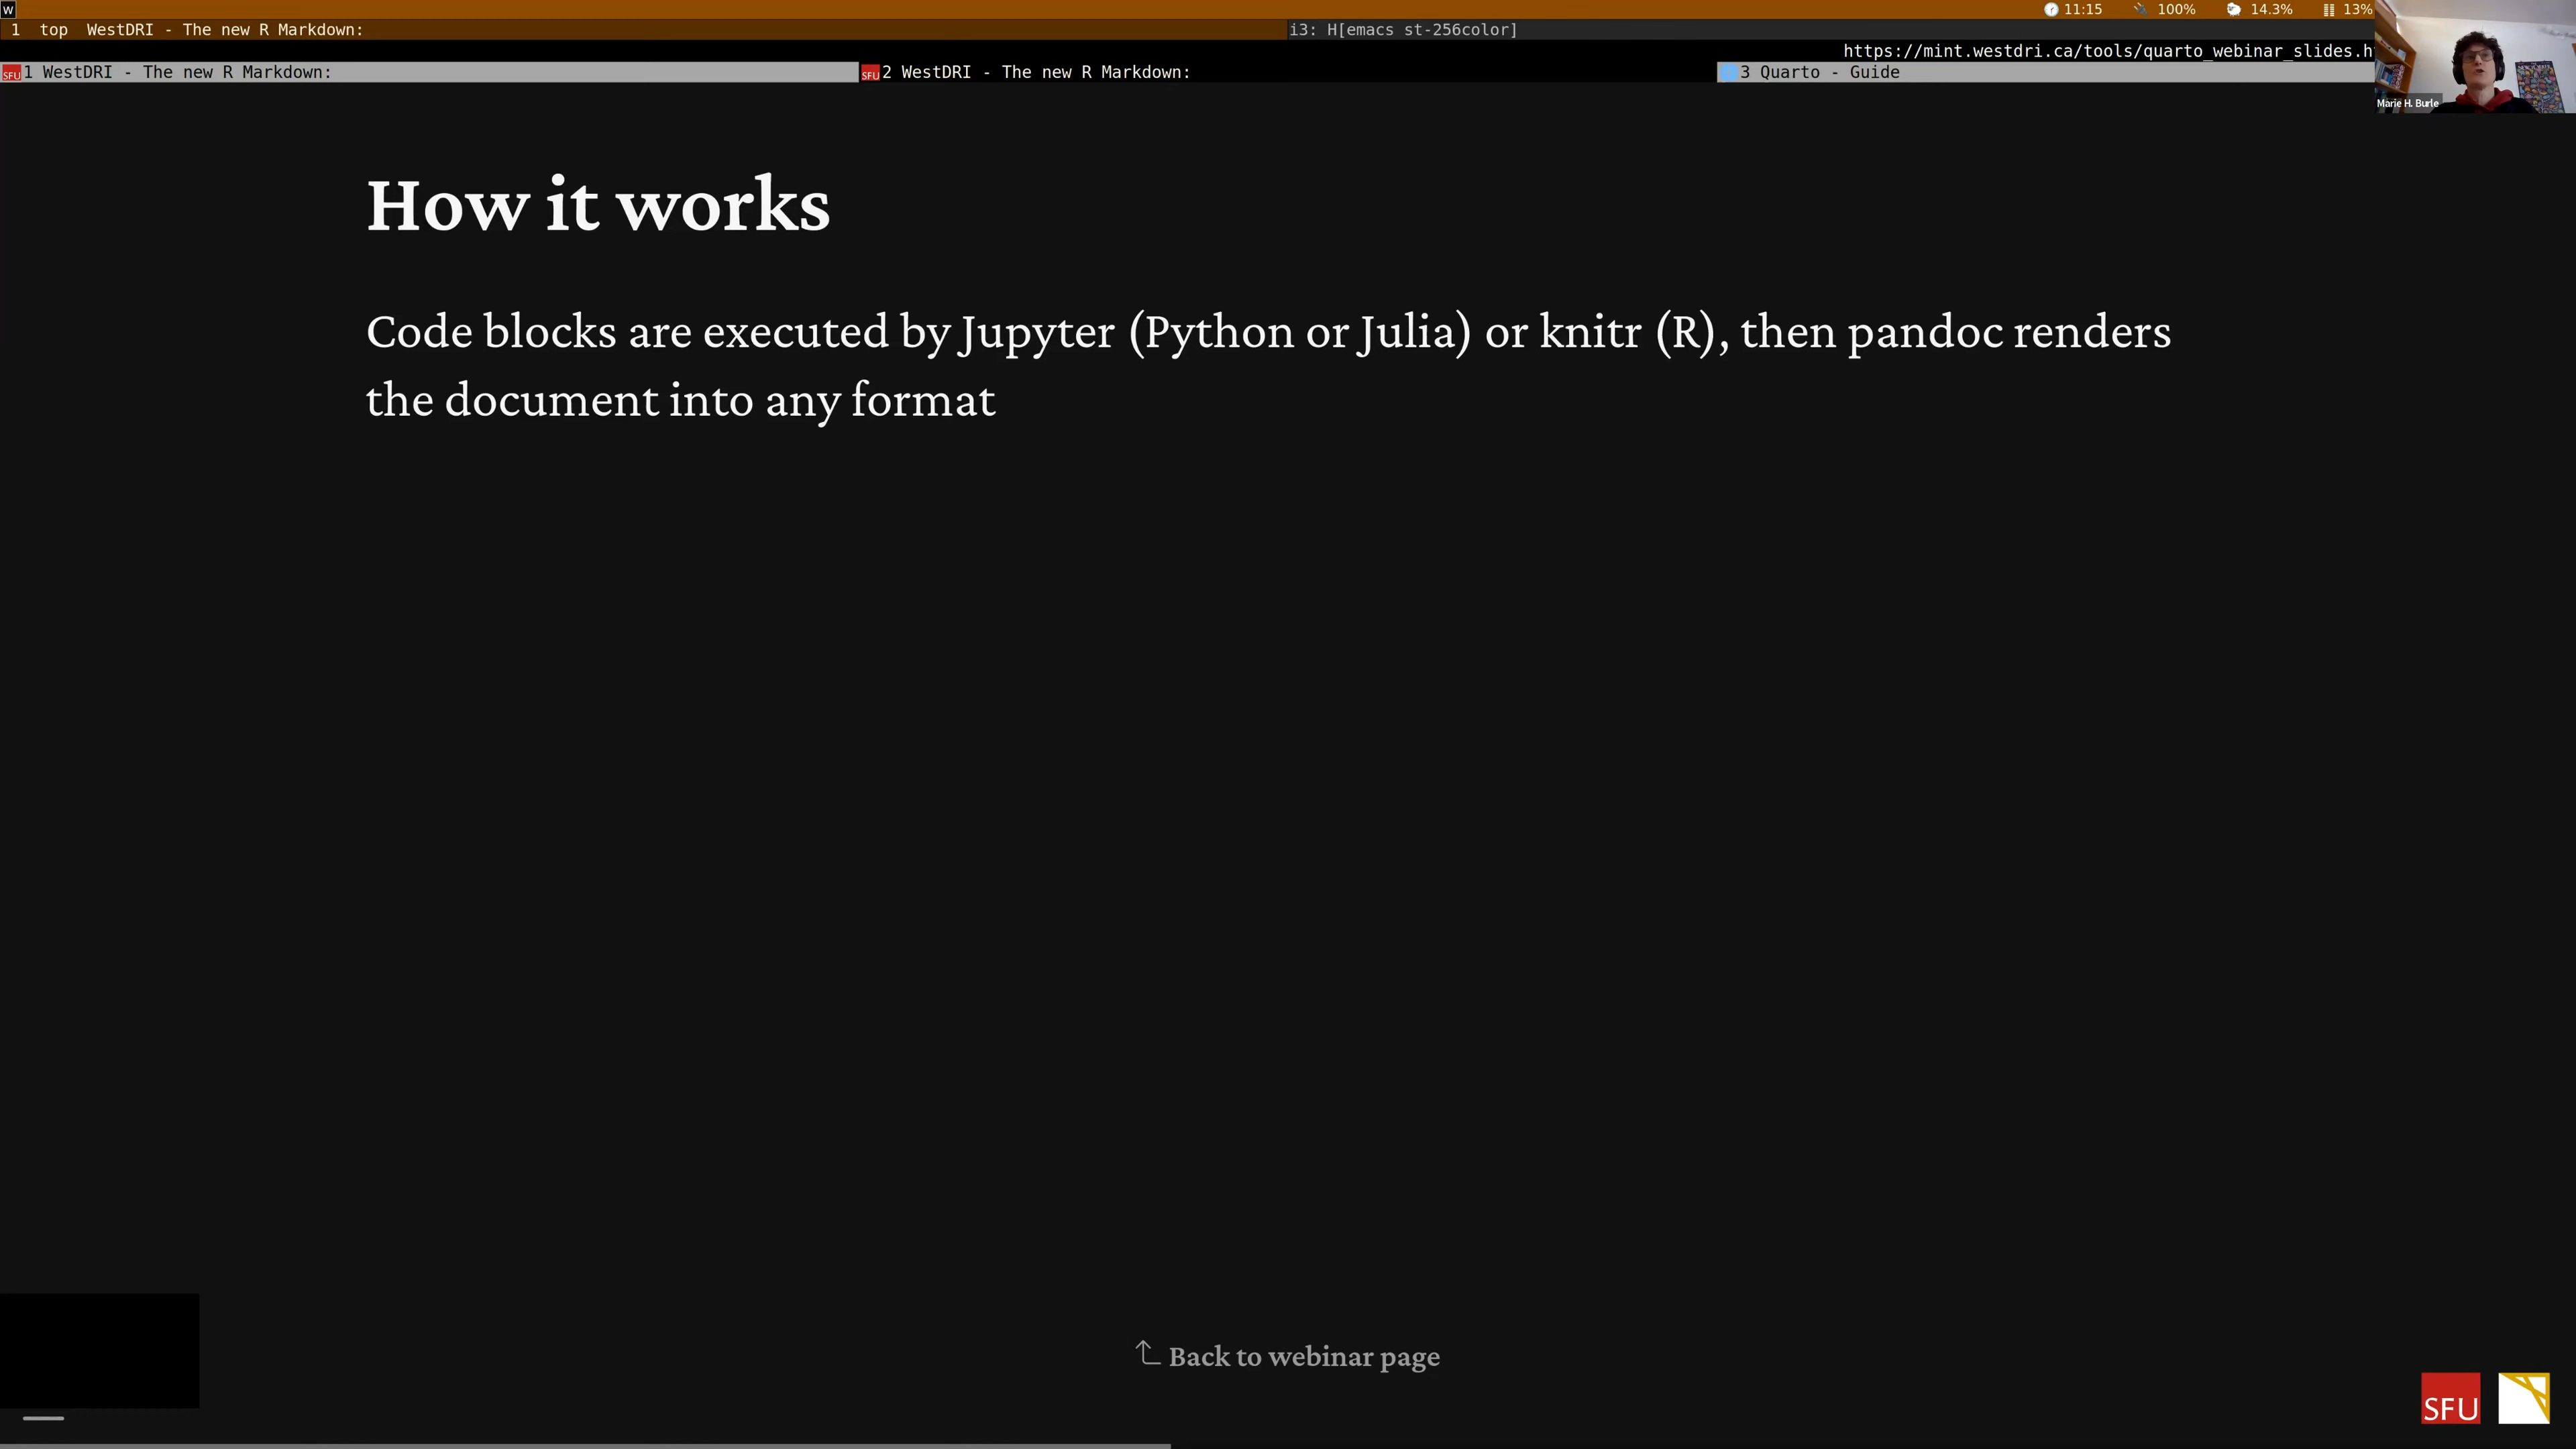 W
11:15 100% 14.3% 13%
1 top WestDRI - The new R Markdown:
i3: H[emacs st-256color]
https://mint.westdri.ca/tools/quarto_webinar_slides.h
SFU 1 WestDRI - The new R Markdown:
SFU 2 WestDRI - The new R Markdown:
3 Quarto - Guide
Marie H. Burle
How it works
Code blocks are executed by Jupyter (Python or Julia) or knitr (R), then pandoc renders
the document into any format
Back to webinar page
SFU